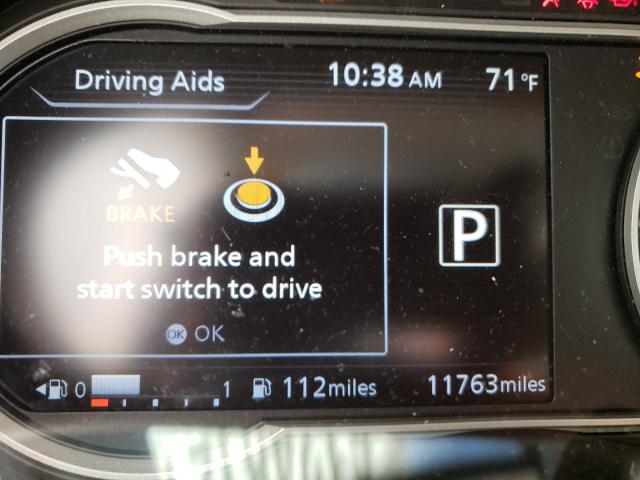 Driving Aids
10:38 AM
71°F
BRAKE
Push brake and
start switch to drive
OK OK
P
0 1
112miles
11763miles